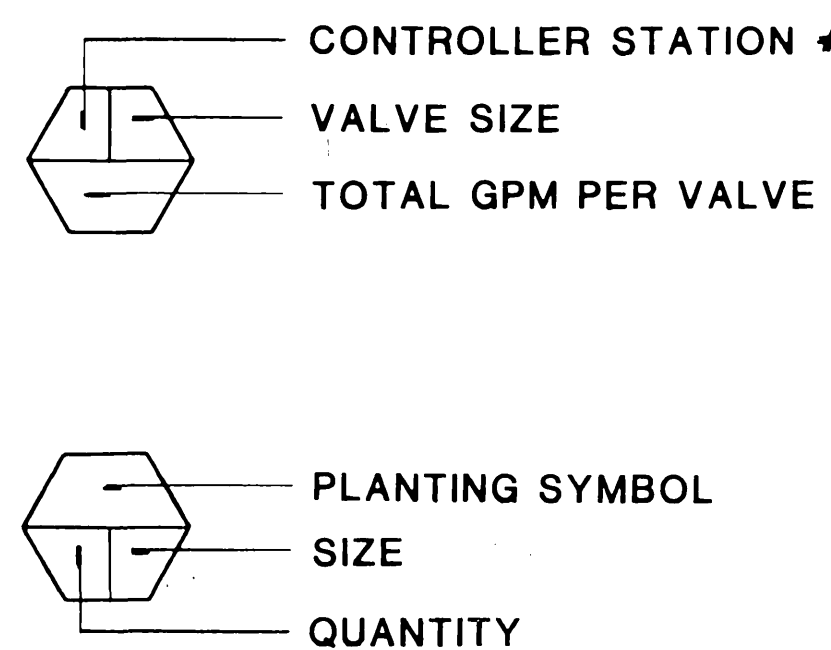 CONTROLLER STATION
VALVE SIZE
TOTAL GPM PER VALVE
PLANTING SYMBOL
SIZE
QUANTITY